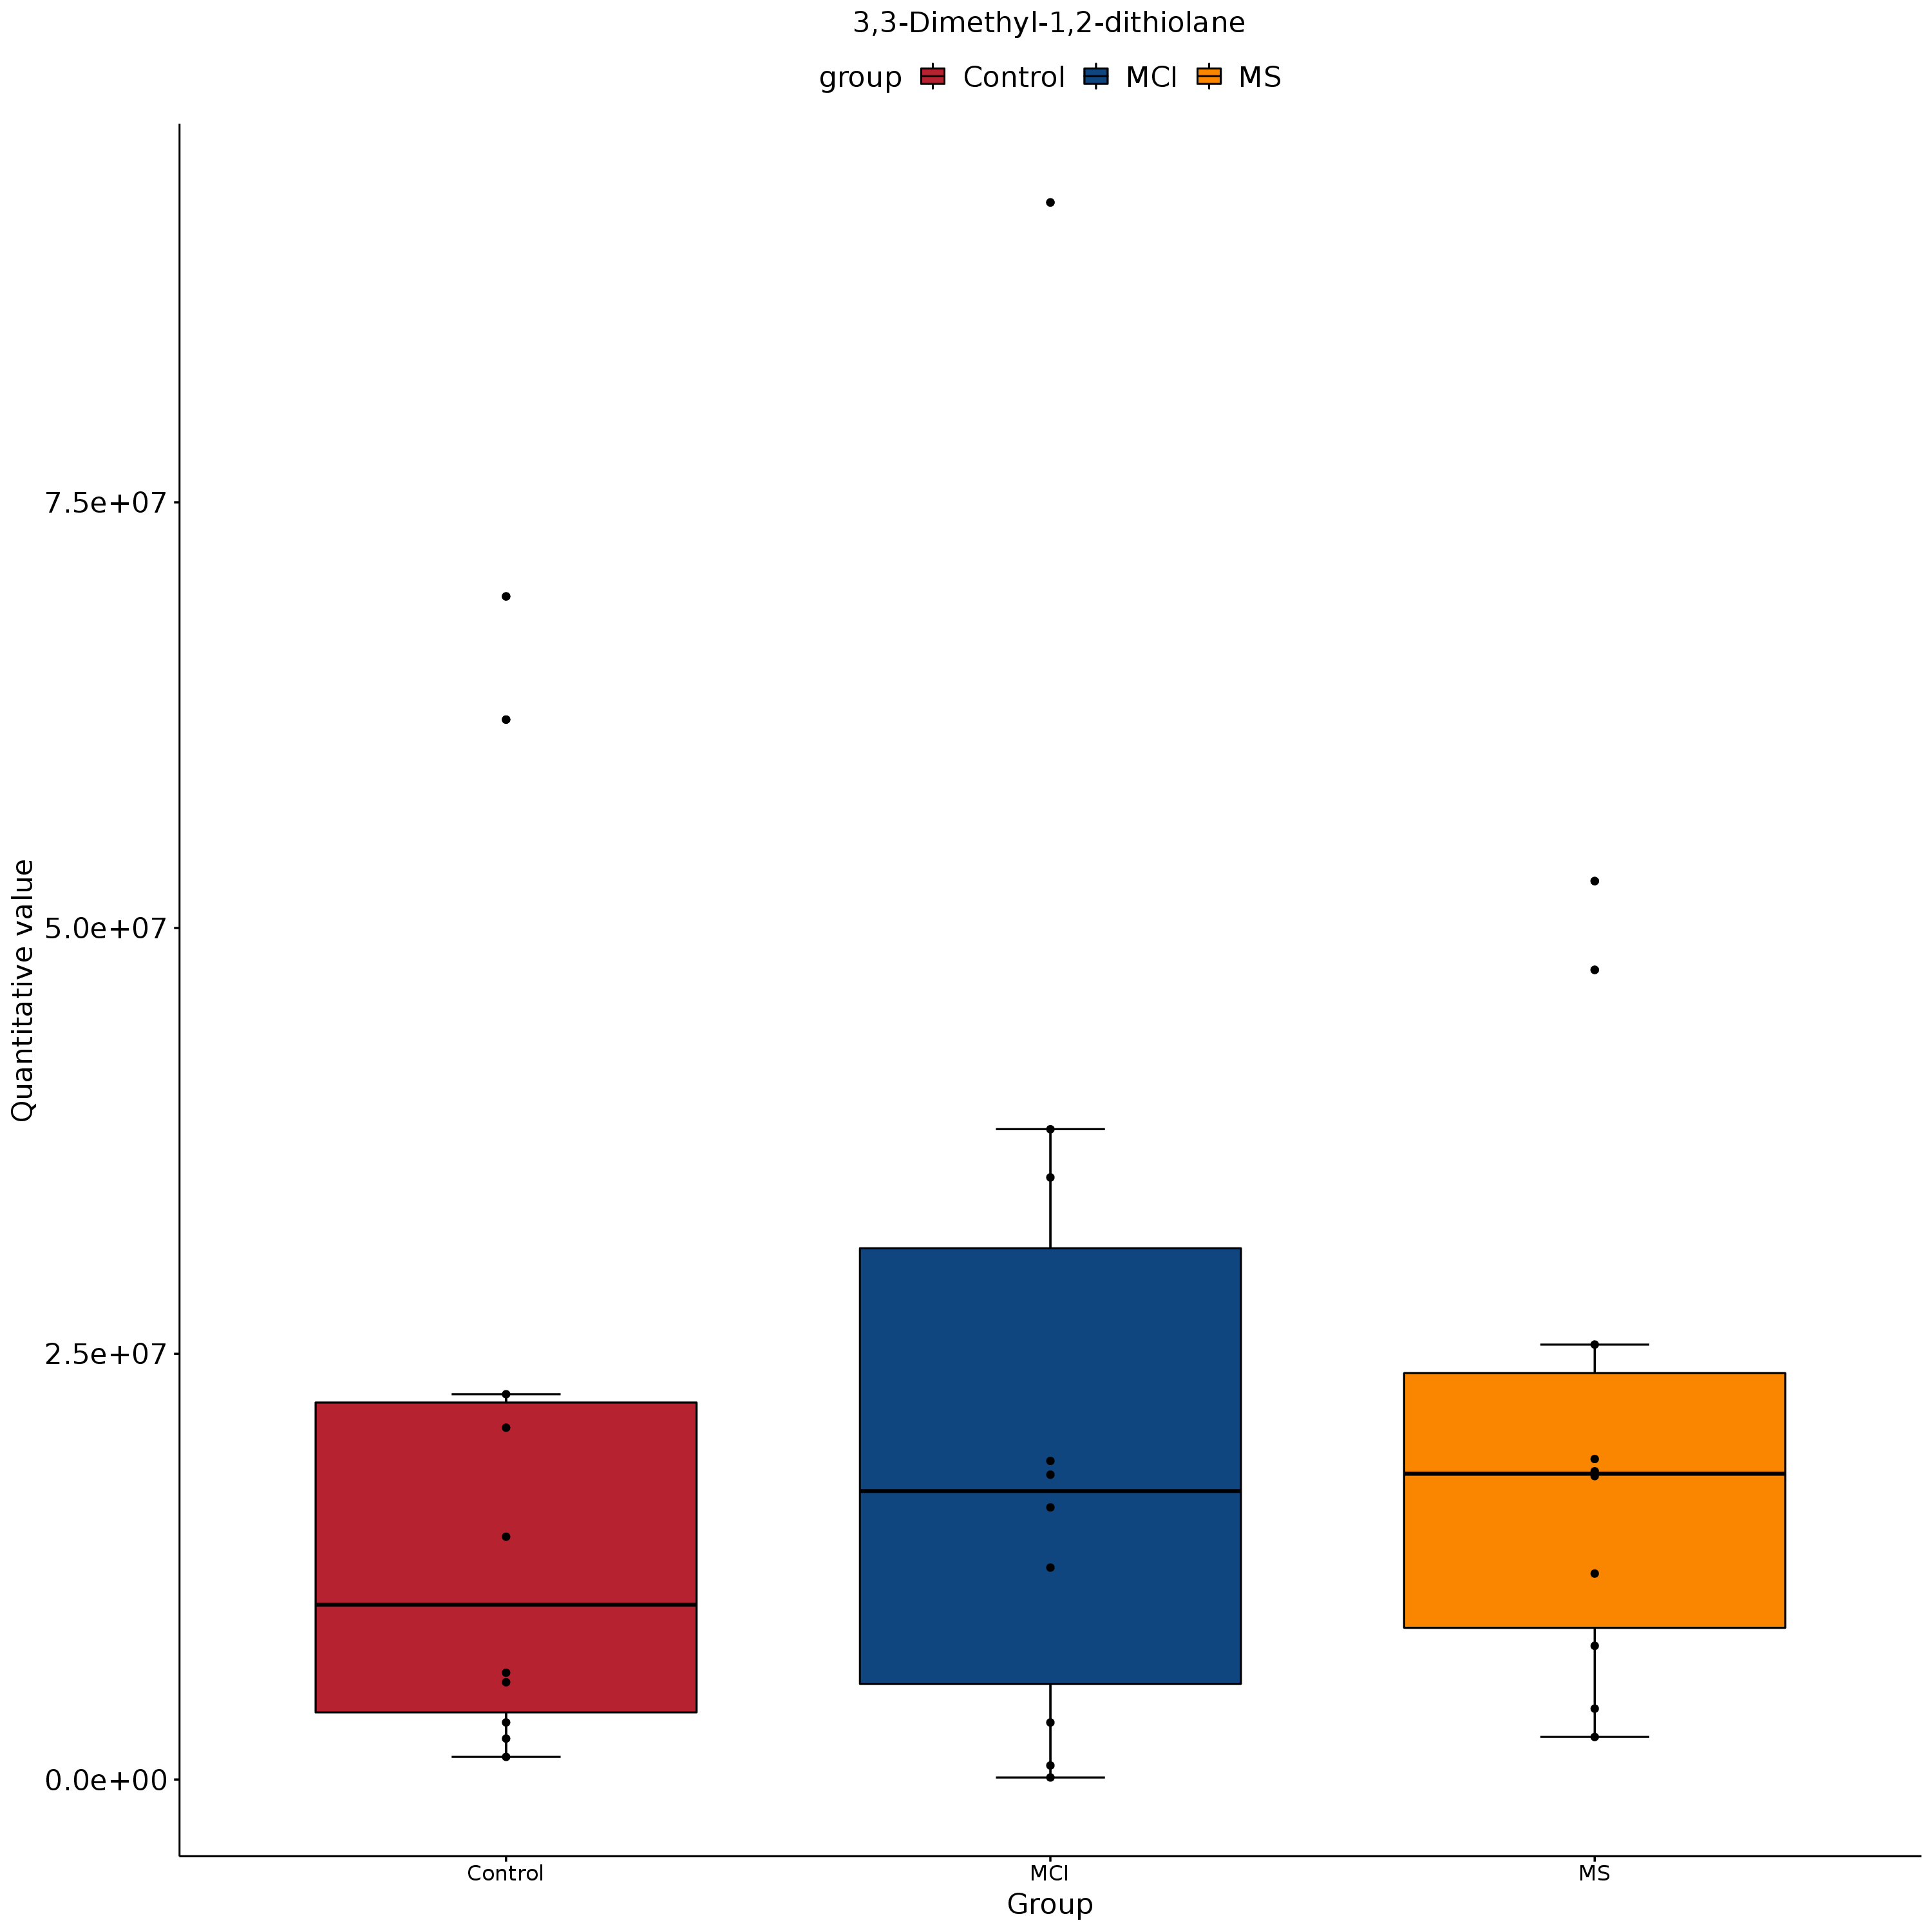 3,3-Dimethyl-1,2-dithiolane
group Control MCI MS
Quantitative value
7.5e+07
5.0e+07
2.5e+07
0.0e+00
Control MCI MS
Group